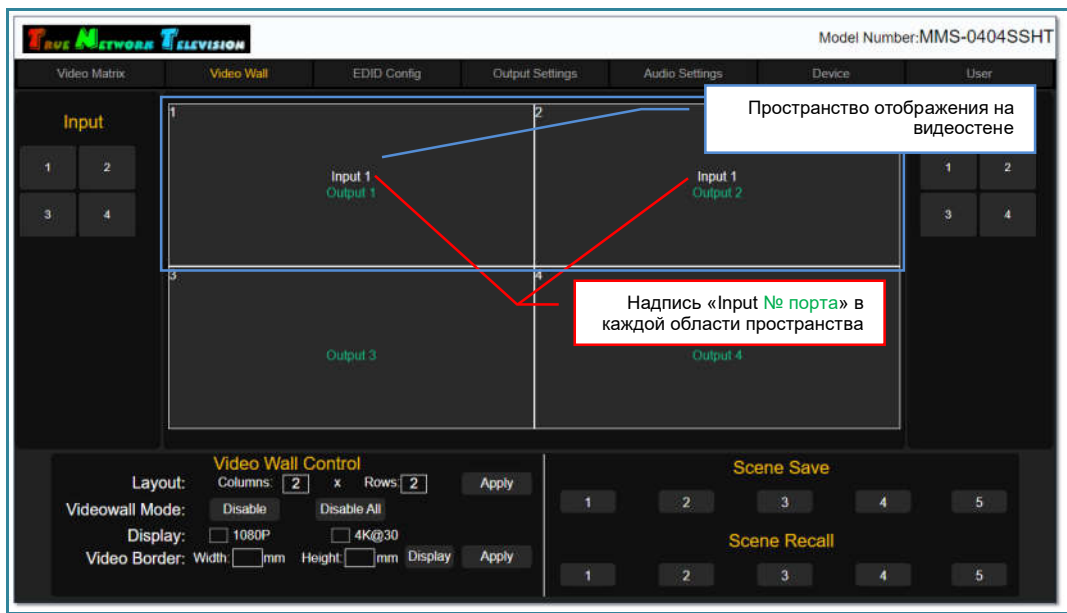 TRUE NETWORK TELEVISION
Model Number:MMS-0404SSHT
Video Matrix Video Wall EDID Config Output Settings Audio Settings Device User
Input
1 2
3 4
1
Input 1
Output 1
2
Input 1
Output 2
3
Output 3
4
Output 4
Пространство отображения на
видеостене
Надпись «Input № порта» в
каждой области пространства
1 2
3 4
Video Wall Control
Layout: Columns: 2 x Rows: 2 Apply
Videowall Mode: Disable Disable All
Display: 1080P 4K@30
Video Border: Width: mm Height: mm Display Apply
Scene Save
1 2 3 4 5
Scene Recall
1 2 3 4 5